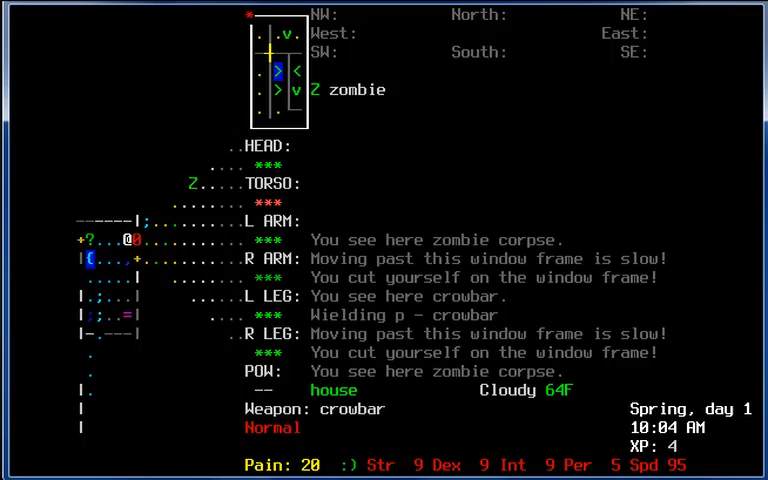 NW: North: NE:
West: East:
SW: South: SE:
Z zombie
HEAD:
***
TORSO:
***
L ARM:
*** You see here zombie corpse.
R ARM: Moving past this window frame is slow!
*** You cut yourself on the window frame!
L LEG: You see here crowbar.
*** Wielding p - crowbar
R LEG: Moving past this window frame is slow!
*** You cut yourself on the window frame!
POW: You see here zombie corpse.
-- house Cloudy 64F
Weapon: crowbar Spring, day 1
Normal 10:04 AM
XP: 4
Pain: 20 :) Str 9 Dex 9 Int 9 Per 5 Spd 95